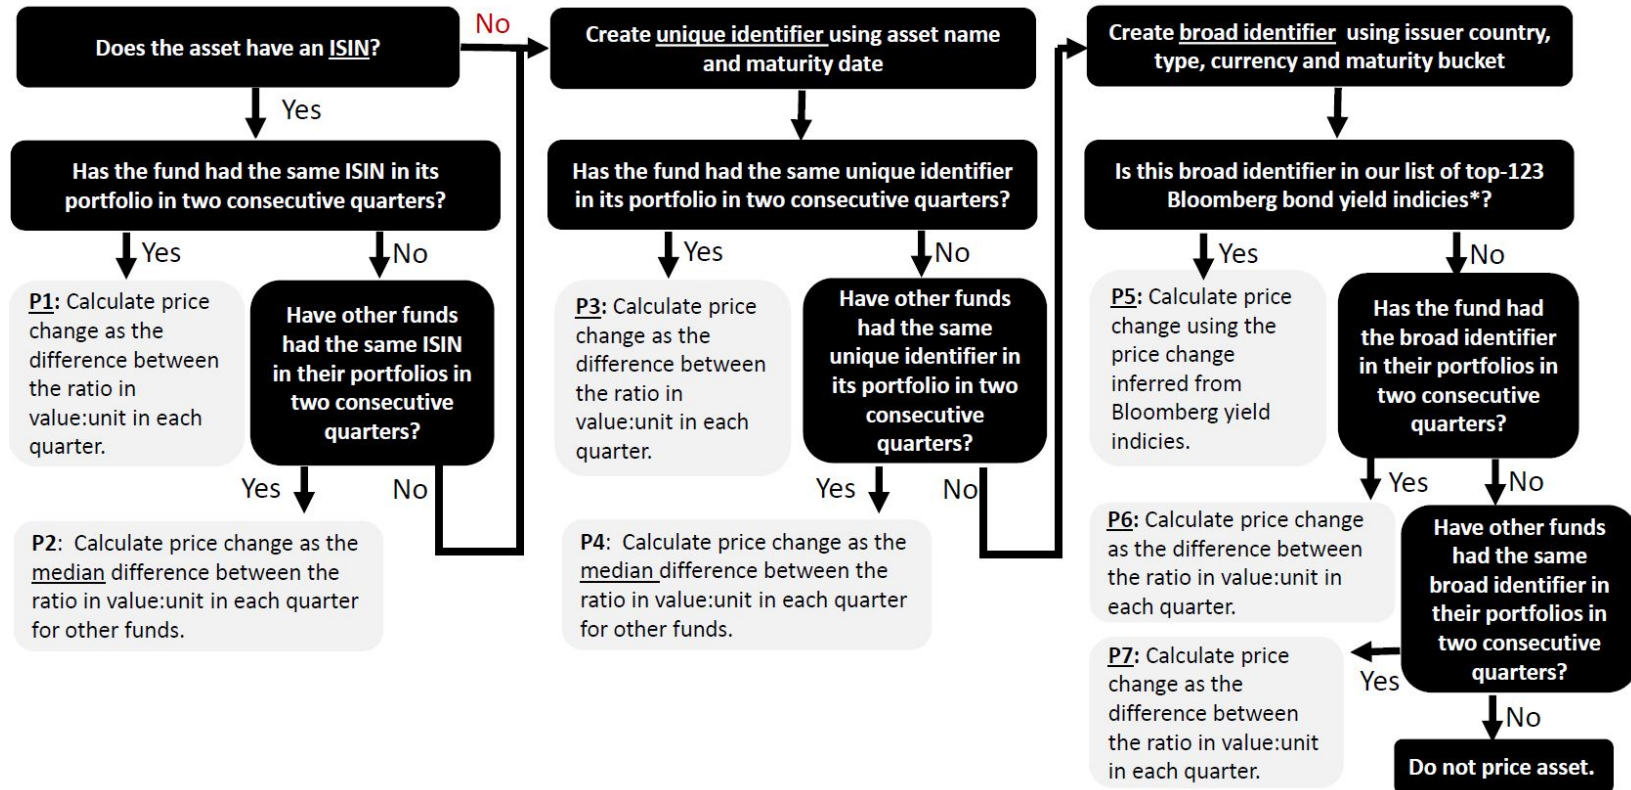 Does the asset have an ISIN?
No
Yes
Has the fund had the same ISIN in its
portfolio in two consecutive quarters?
Yes
No
P1: Calculate price
change as the
difference between
the ratio in
value:unit in each
quarter.
Have other funds
had the same ISIN
in their portfolios in
two consecutive
quarters?
Yes
No
P2:  Calculate price change as the
median difference between the
ratio in value:unit in each quarter
for other funds.
Create unique identifier using asset name
and maturity date
Has the fund had the same unique identifier
in its portfolio in two consecutive quarters?
Yes
No
P3: Calculate price
change as the
difference between
the ratio in
value:unit in each
quarter.
Have other funds
had the same
unique identifier in
its portfolio in two
consecutive
quarters?
Yes
No
P4:  Calculate price change as the
median difference between the
ratio in value:unit in each quarter
for other funds.
Create broad identifier  using issuer country,
type, currency and maturity bucket
Is this broad identifier in our list of top-123
Bloomberg bond yield indicies*?
Yes
No
P5: Calculate price
change using the
price change
inferred from
Bloomberg yield
indicies.
Has the fund had
the broad identifier
in their portfolios in
two consecutive
quarters?
Yes
No
P6: Calculate price change
as the difference between
the ratio in value:unit in
each quarter.
Have other funds
had the same
broad identifier in
their portfolios in
two consecutive
quarters?
Yes
P7: Calculate price
change as the
difference between
the ratio in value:unit
in each quarter.
No
Do not price asset.